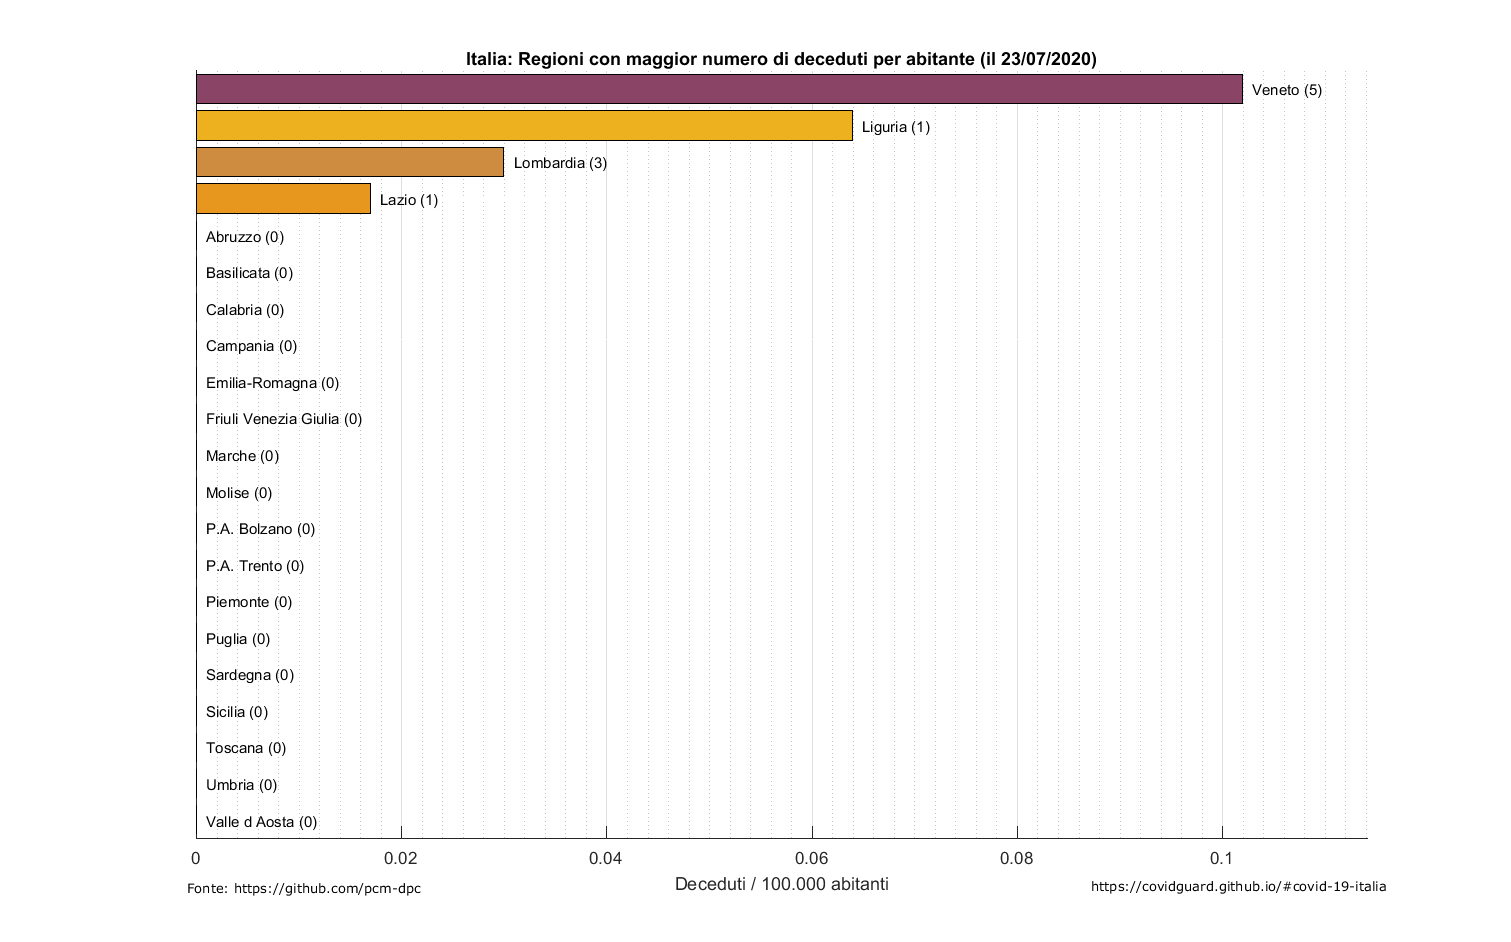 Italia: Regioni con maggior numero di deceduti per abitante (il 23/07/2020)
Veneto (5)
Liguria (1)
Lombardia (3)
Lazio (1)
Abruzzo (0)
Basilicata (0)
Calabria (0)
Campania (0)
Emilia-Romagna (0)
Friuli Venezia Giulia (0)
Marche (0)
Molise (0)
P.A. Bolzano (0)
P.A. Trento (0)
Piemonte (0)
Puglia (0)
Sardegna (0)
Sicilia (0)
Toscana (0)
Umbria (0)
Valle d Aosta (0)
0 0.02 0.04 0.06 0.08 0.1
Deceduti / 100.000 abitanti
Fonte: https://github.com/pcm-dpc
https://covidguard.github.io/#covid-19-italia